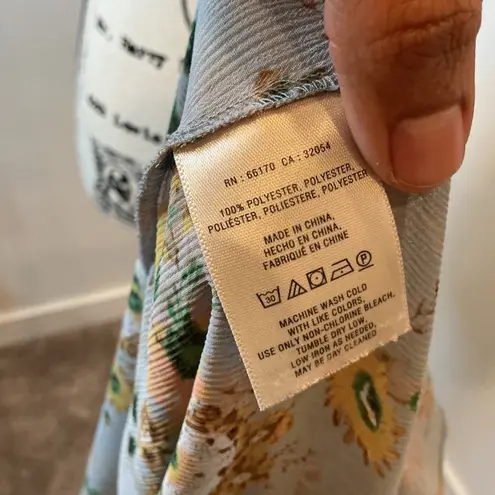 RN : 66170 CA : 32054
100% POLYESTER, POLYESTER,
POLIÉSTER, POLIESTERE, POLYESTER
MADE IN CHINA,
HECHO EN CHINA,
FABRIQUÉ EN CHINE
30 P
MACHINE WASH COLD
WITH LIKE COLORS,
USE ONLY NON-CHLORINE BLEACH,
TUMBLE DRY LOW,
LOW IRON AS NEEDED,
MAY BE DRY CLEANED